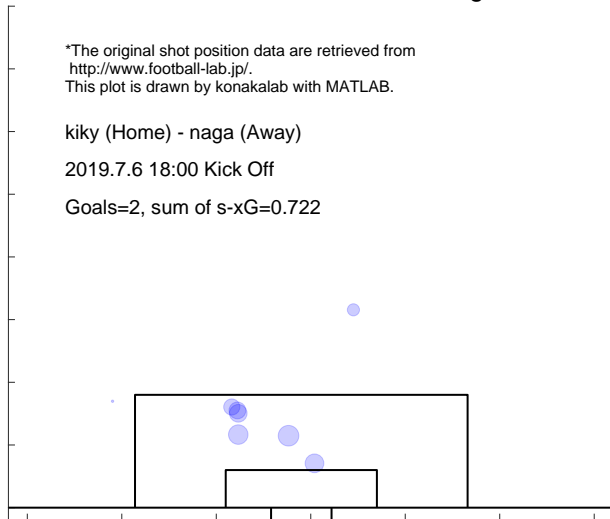 *The original shot position data are retrieved from
http://www.football-lab.jp/.
This plot is drawn by konakalab with MATLAB.
kiky (Home) - naga (Away)
2019.7.6 18:00 Kick Off
Goals=2, sum of s-xG=0.722